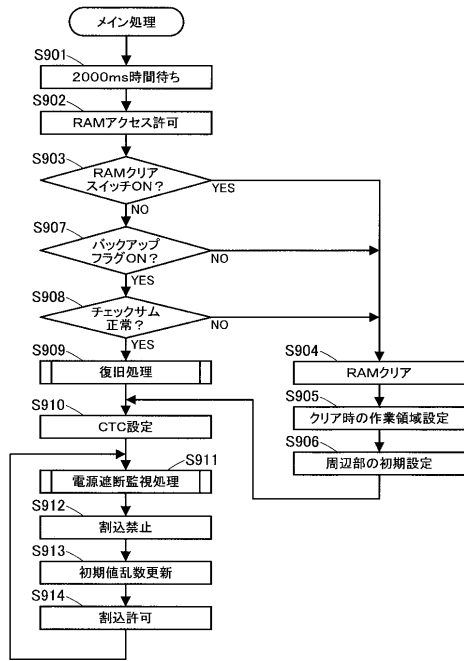 メイン処理
S901
2000ms時間待ち
S902
RAMアクセス許可
S903
RAMクリア
スイッチON?
YES
NO
S907
バックアップ
フラグON?
NO
YES
S908
チェックサム
正常?
NO
YES
S909
復旧処理
S904
RAMクリア
S905
クリア時の作業領域設定
S906
周辺部の初期設定
S910
CTC設定
S911
電源遮断監視処理
S912
割込禁止
S913
初期値乱数更新
S914
割込許可